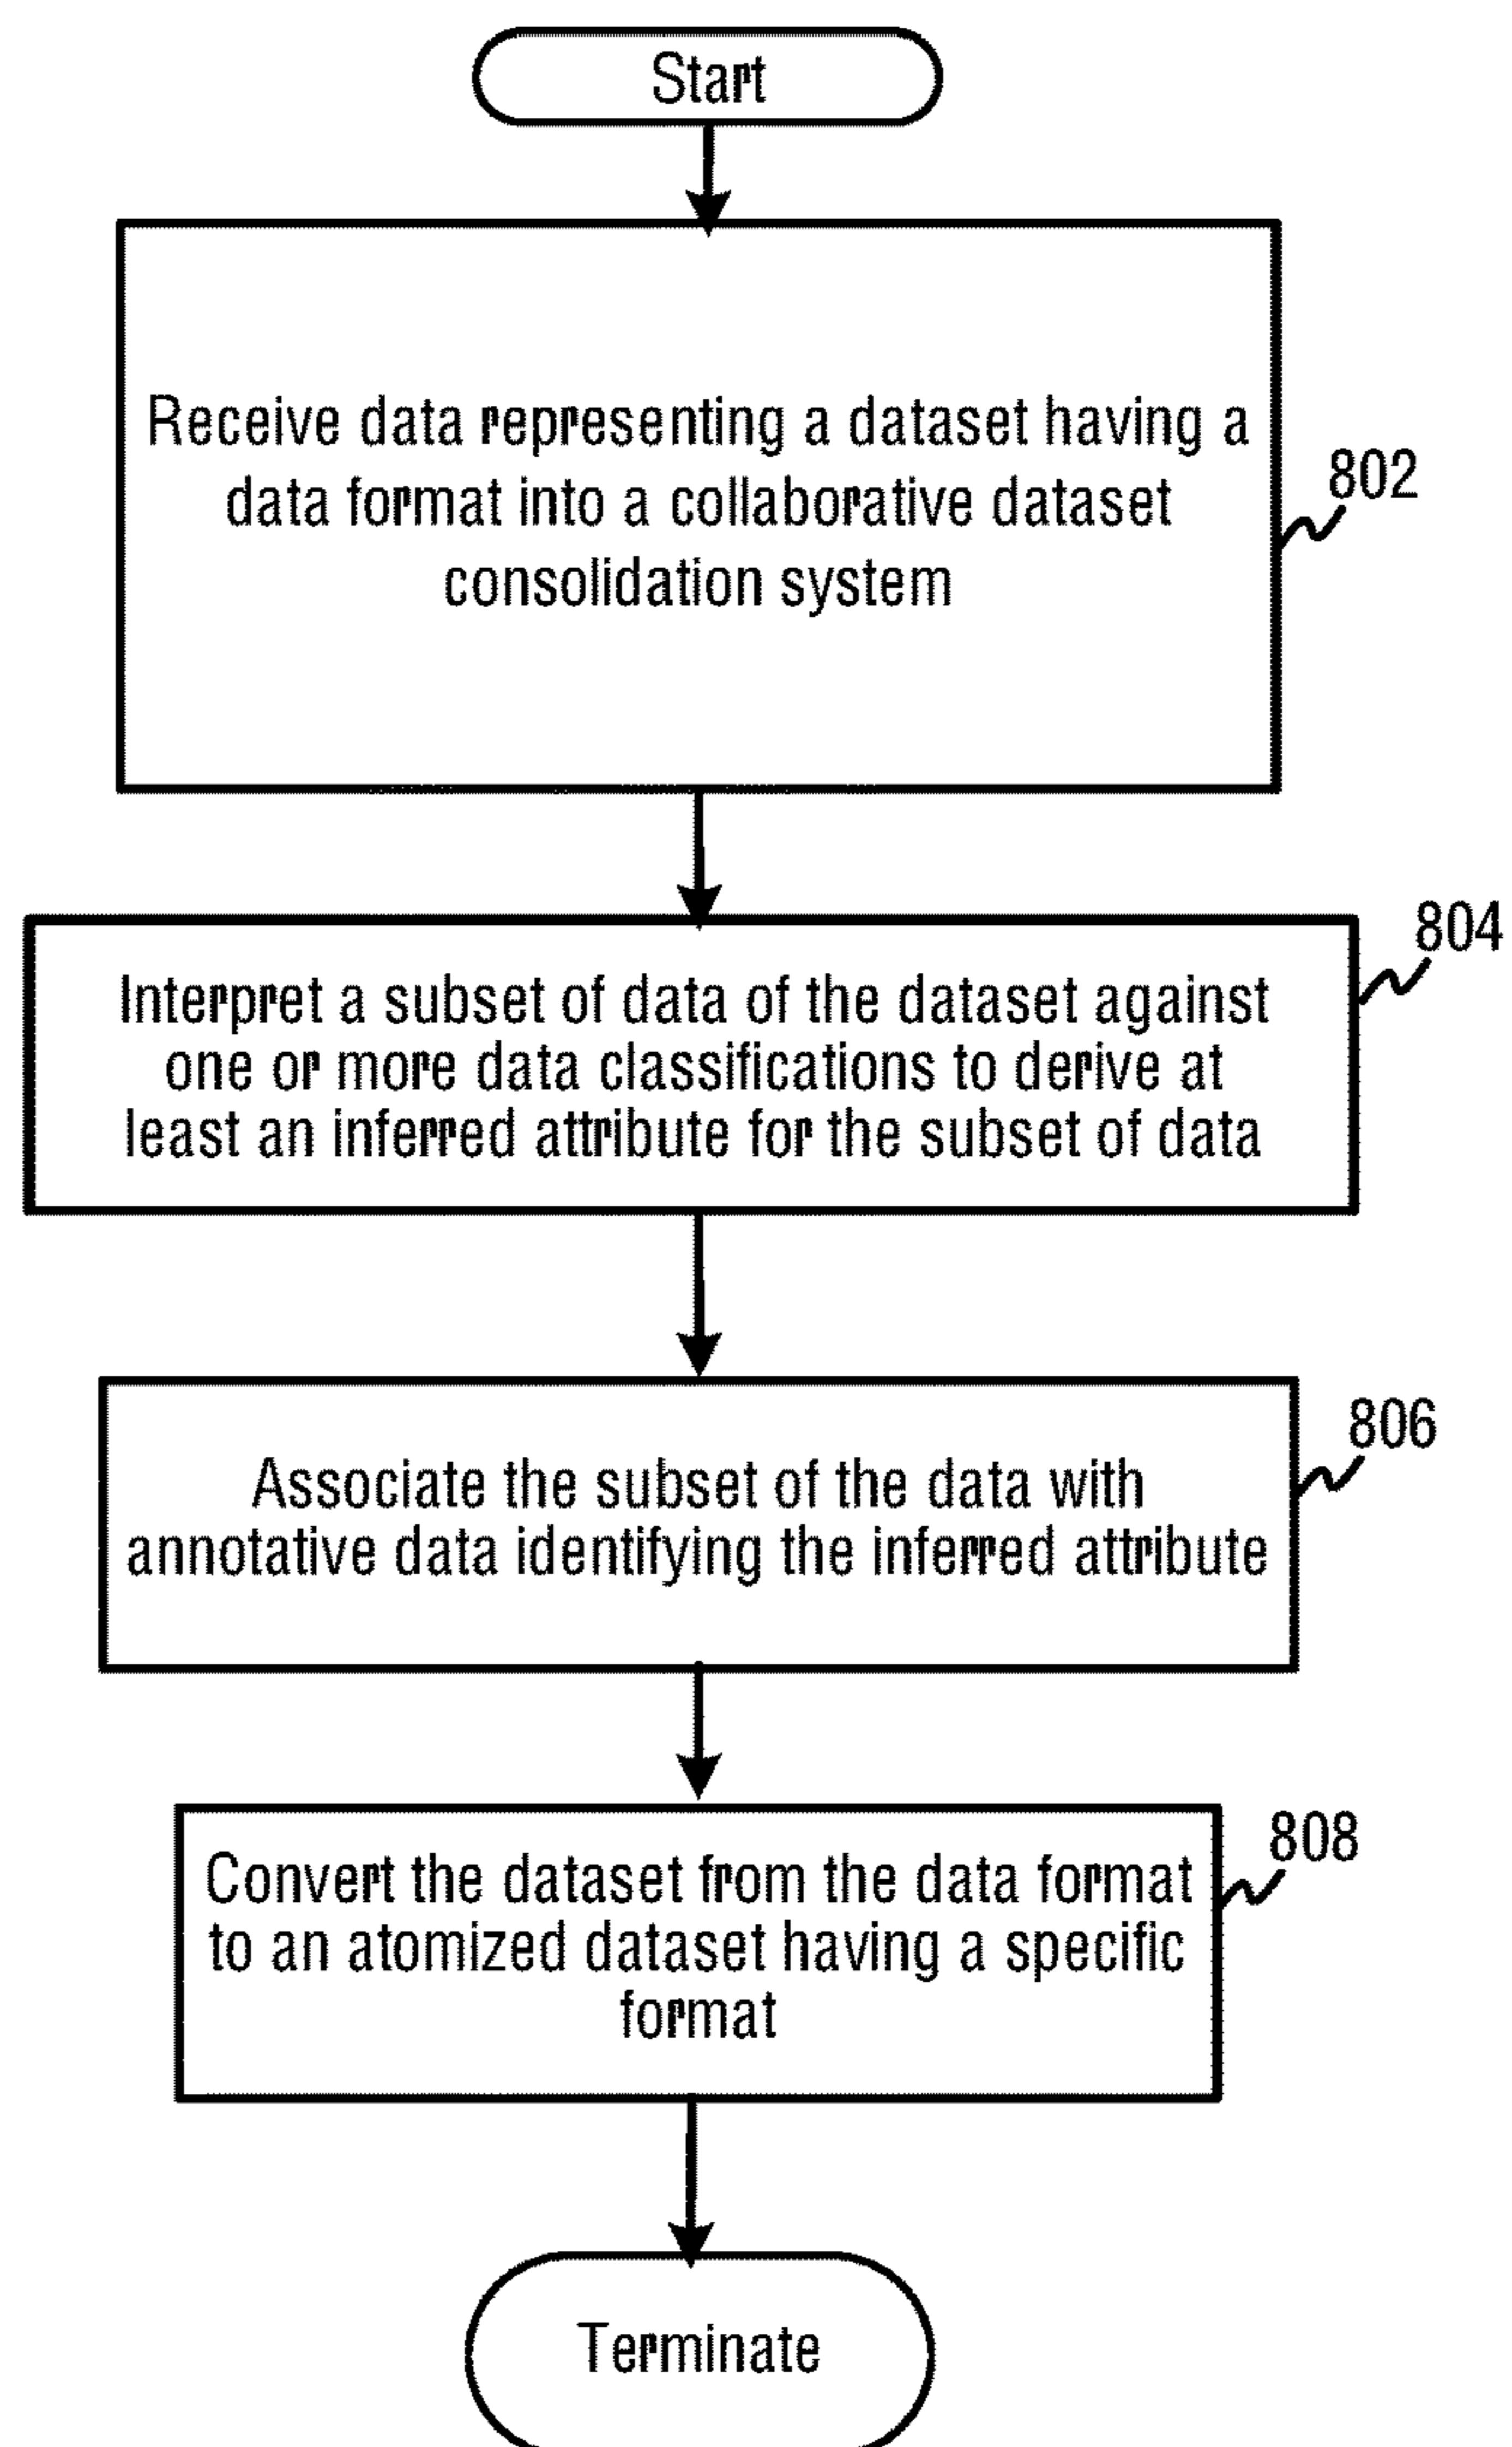 Start
Receive data representing a dataset having a
data format into a collaborative dataset
consolidation system
802
Interpret a subset of data of the dataset against
one or more data classifications to derive at
least an inferred attribute for the subset of data
804
Associate the subset of the data with
annotative data identifying the inferred attribute
806
Convert the dataset from the data format
to an atomized dataset having a specific
format
808
Terminate